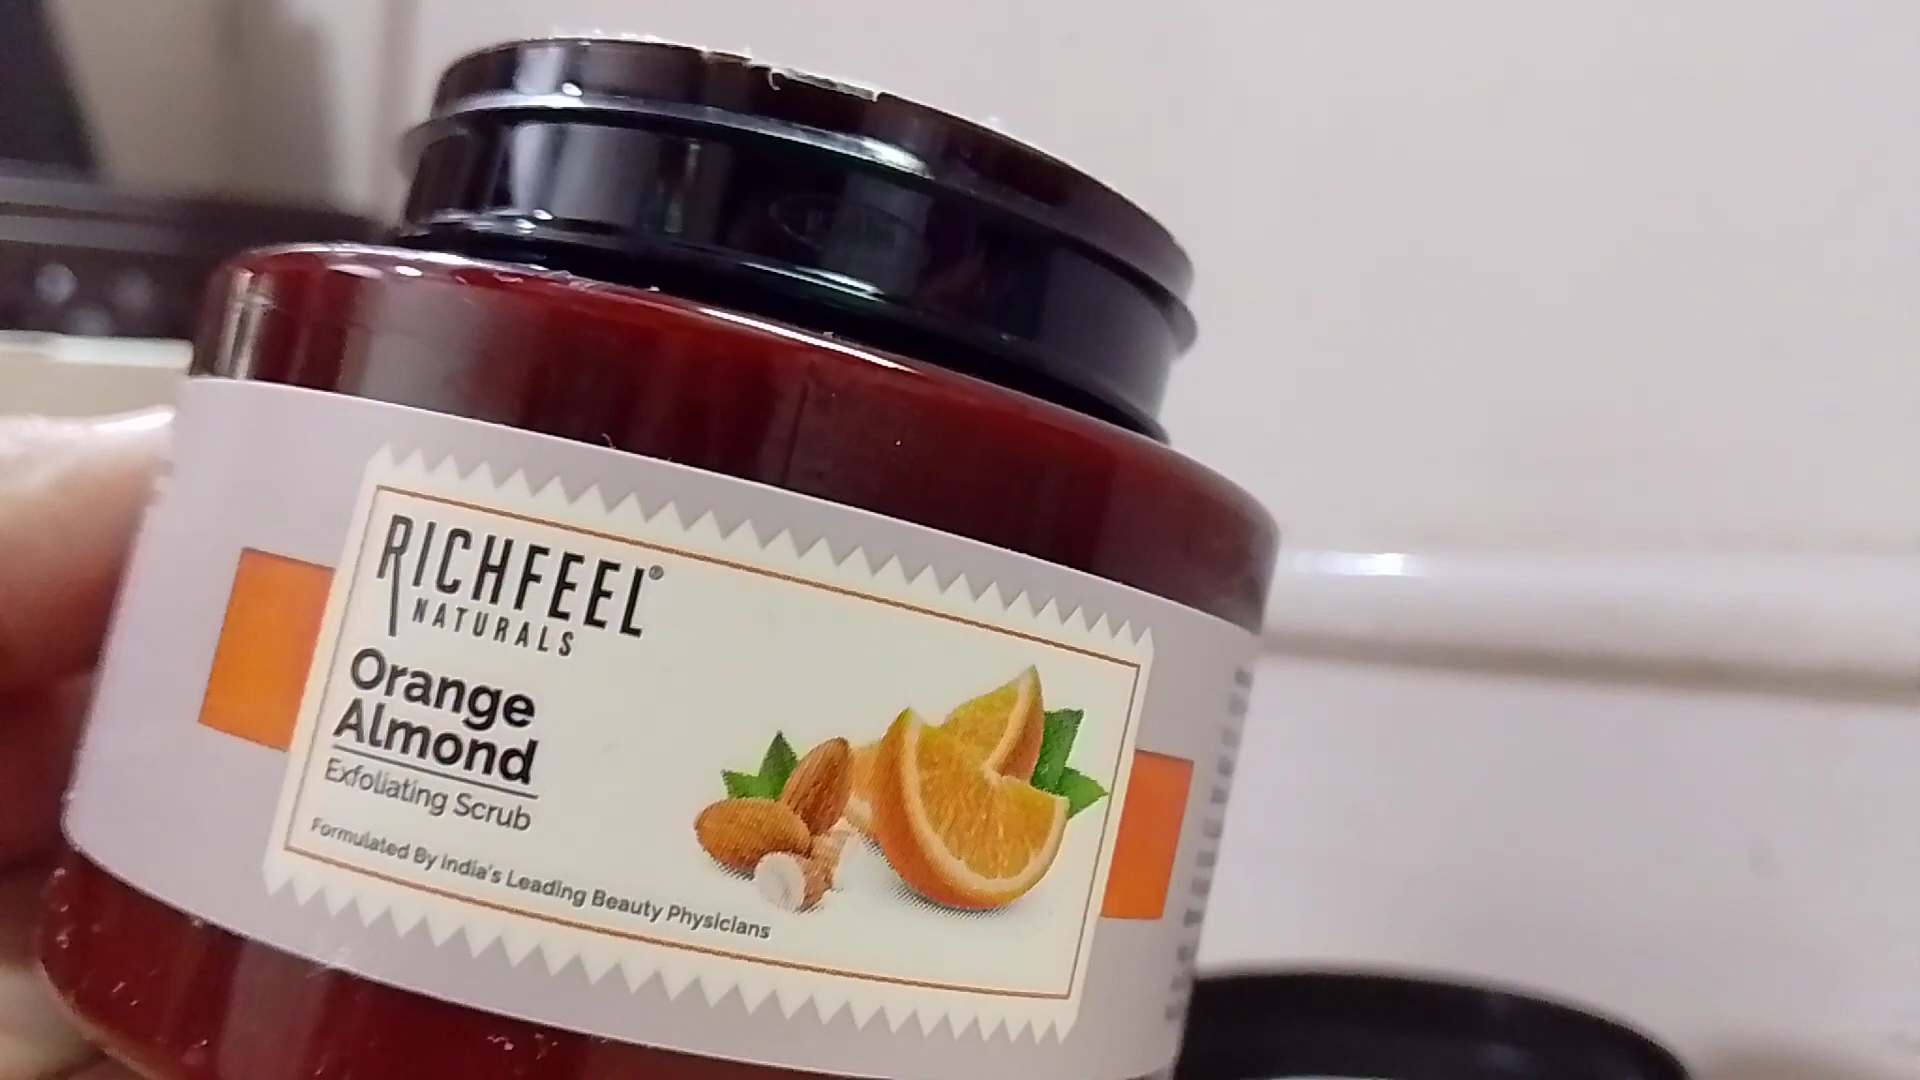 RICHFEEL®
NATURALS
Orange
Almond
Exfoliating Scrub
Formulated By India's Leading Beauty Physicians